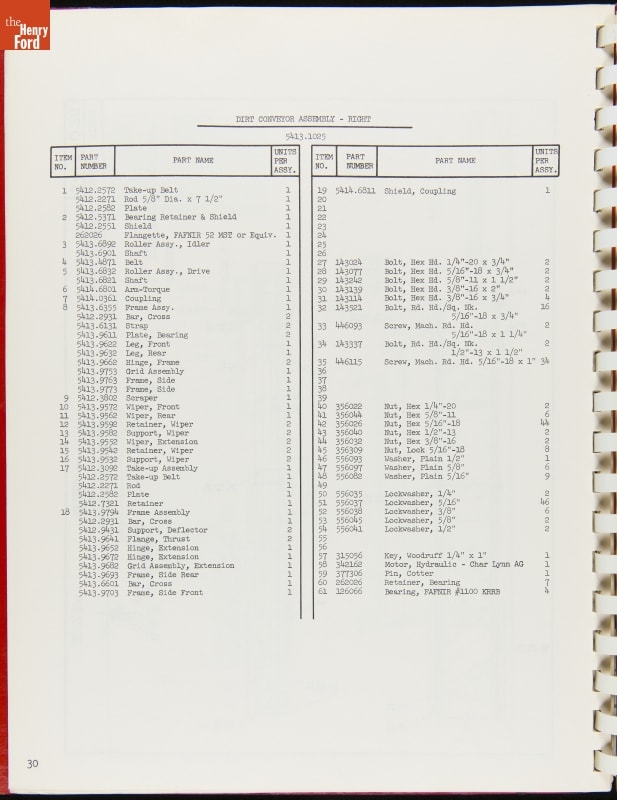 the
Henry
Ford
DIRT CONVEYOR ASSEMBLY - RIGHT
5413.1025
ITEM NO. PART NUMBER PART NAME UNITS PER ASSY.
1 5412.2572 Take-up Belt 1
5412.2271 Rod 5/8" Dia. x 7 1/2" 1
5412.2582 Plate 1
2 5412.5371 Bearing Retainer & Shield 1
5412.2551 Shield 1
262026 Flangette, FAFNIR 52 MST or Equiv. 1
3 5413.6892 Roller Assy., Idler 1
5413.6901 Shaft 1
4 5413.4871 Belt 1
5 5413.6832 Roller Assy., Drive 1
5413.6821 Shaft 1
6 5414.6801 Arm-Torque 1
7 5414.0361 Coupling 1
8 5413.6355 Frame Assy. 1
5412.2931 Bar, Cross 2
5413.6131 Strap 2
5413.9611 Plate, Bearing 2
5413.9622 Leg, Front 1
5413.9632 Leg, Rear 1
5413.9662 Hinge, Frame 2
5413.9753 Grid Assembly 1
5413.9763 Frame, Side 1
5413.9773 Frame, Side 1
9 5412.3802 Scraper 1
10 5413.9572 Wiper, Front 1
11 5413.9562 Wiper, Rear 1
12 5413.9592 Retainer, Wiper 2
13 5413.9582 Support, Wiper 2
14 5413.9552 Wiper, Extension 2
15 5413.9542 Retainer, Wiper 2
16 5413.9532 Support, Wiper 2
17 5412.3092 Take-up Assembly 1
5412.2572 Take-up Belt 1
5412.2271 Rod 1
5412.2582 Plate 1
5412.7321 Retainer 1
18 5413.9794 Frame Assembly 1
5412.2931 Bar, Cross 1
5412.9431 Support, Deflector 2
5413.9641 Flange, Thrust 2
5413.9652 Hinge, Extension 1
5413.9672 Hinge, Extension 1
5413.9682 Grid Assembly, Extension 1
5413.9693 Frame, Side Rear 1
5413.6601 Bar, Cross 1
5413.9703 Frame, Side Front 1
ITEM NO. PART NUMBER PART NAME UNITS PER ASSY.
19 5414.6811 Shield, Coupling 1
20
21
22
23
24
25
26
27 143024 Bolt, Hex Hd. 1/4"-20 x 3/4" 2
28 143077 Bolt, Hex Hd. 5/16"-18 x 3/4" 2
29 143242 Bolt, Hex Hd. 5/8"-11 x 1 1/2" 2
30 143139 Bolt, Hex Hd. 3/8"-16 x 2" 2
31 143114 Bolt, Hex Hd. 3/8"-16 x 3/4" 4
32 143521 Bolt, Rd. Hd./Sq. Nk. 16
5/16"-18 x 3/4"
33 446093 Screw, Mach. Rd. Hd. 2
5/16"-18 x 1 1/4"
34 143337 Bolt, Rd. Hd./Sq. Nk. 2
1/2"-13 x 1 1/2"
35 446115 Screw, Mach. Rd. Hd. 5/16"-18 x 1" 34
36
37
38
39
40 356022 Nut, Hex 1/4"-20 2
41 356044 Nut, Hex 5/8"-11 6
42 356026 Nut, Hex 5/16"-18 44
43 356040 Nut, Hex 1/2"-13 2
44 356032 Nut, Hex 3/8"-16 2
45 356309 Nut, Lock 5/16"-18 8
46 556093 Washer, Plain 1/2" 1
47 556097 Washer, Plain 5/8" 6
48 556082 Washer, Plain 5/16" 9
49
50 556035 Lockwasher, 1/4" 2
51 556037 Lockwasher, 5/16" 46
52 556038 Lockwasher, 3/8" 6
53 556045 Lockwasher, 5/8" 2
54 556041 Lockwasher, 1/2" 2
55
56
57 315056 Key, Woodruff 1/4" x 1" 1
58 342162 Motor, Hydraulic - Char Lynn AG 1
59 377306 Pin, Cotter 1
60 262026 Retainer, Bearing 7
61 126066 Bearing, FAFNIR #1100 KRRB 4
30